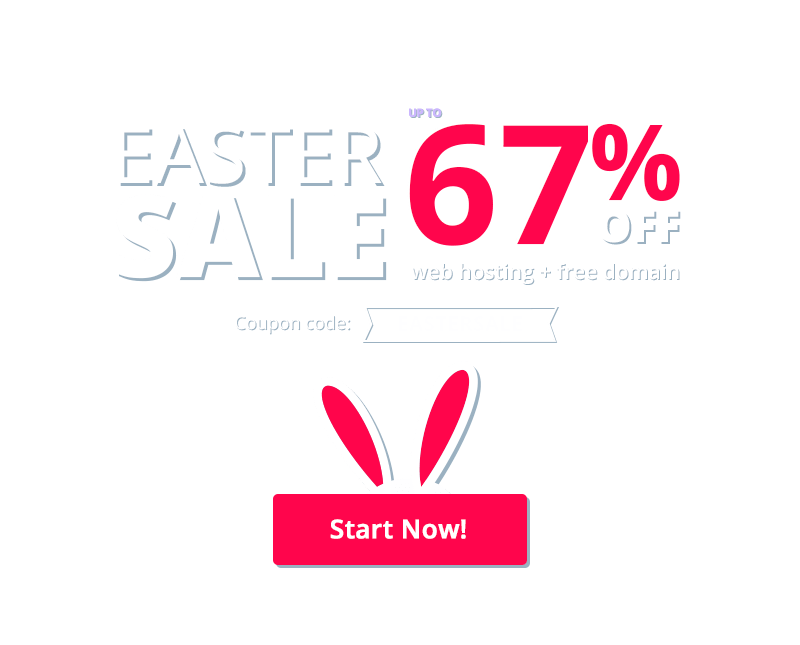 EASTER
SALE
UP TO
67%
OFF
web hosting + free domain
Coupon code:
Start Now!